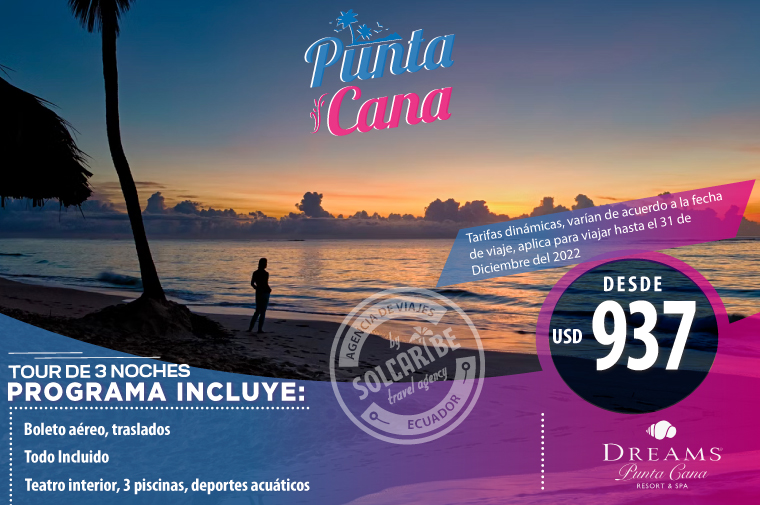 Punta
Cana
Tarifas dinámicas, varían de acuerdo a la fecha
de viaje, aplica para viajar hasta el 31 de
Diciembre del 2022
DESDE
USD 937
AGENCIA DE VIAJES
by
SOLCARIBE
travel agency
ECUADOR
TOUR DE 3 NOCHES
PROGRAMA INCLUYE:
Boleto aéreo, traslados
Todo Incluido
Teatro interior, 3 piscinas, deportes acuáticos
DREAMS
Punta Cana
RESORT & SPA